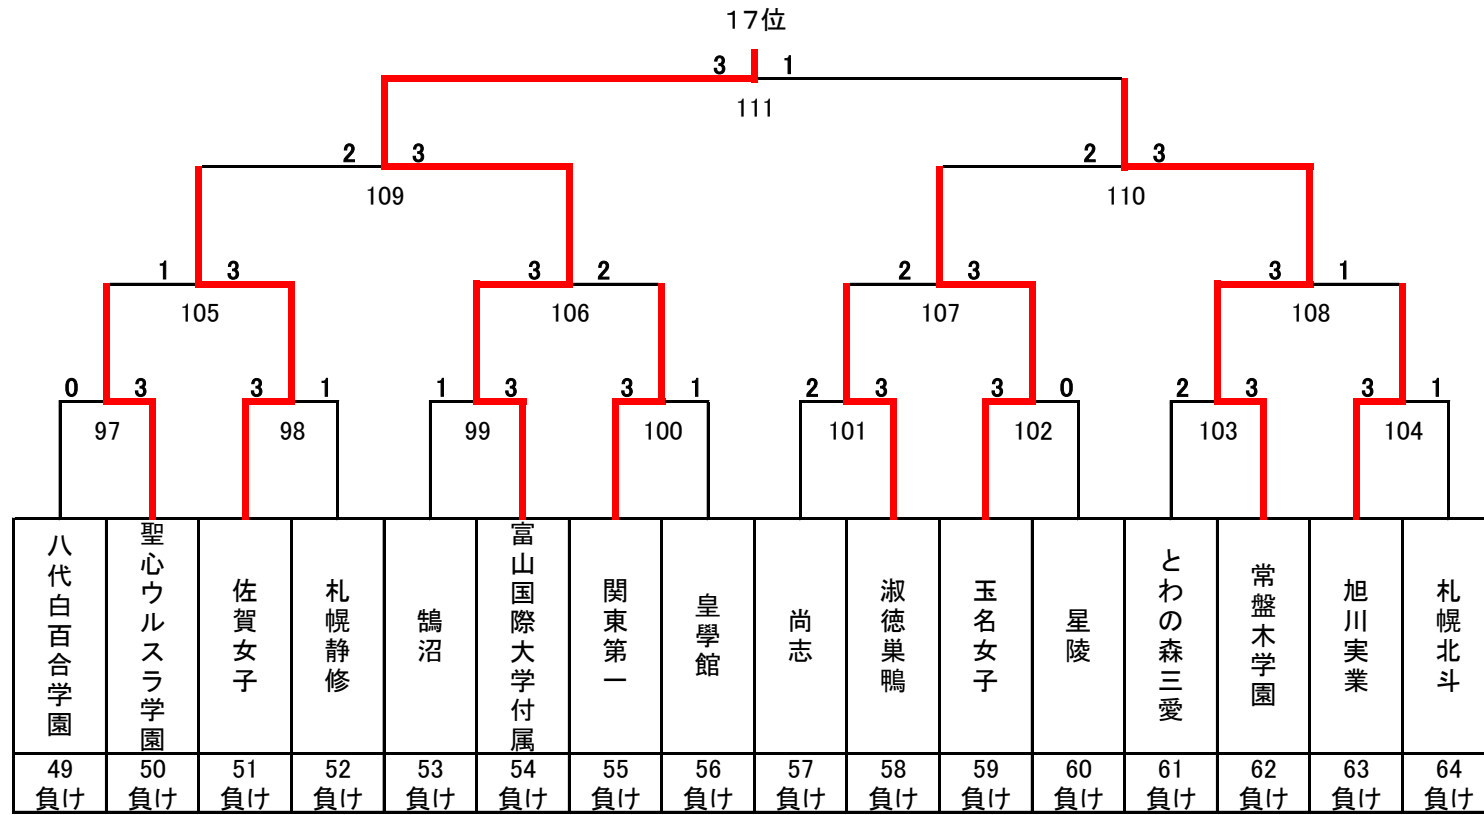 17位
3 1
111
2 3 2 3
109 110
1 3 3 2 2 3 3 1
105 106 107 108
0 3 3 1 1 3 3 1 2 3 3 0 2 3 3 1
97 98 99 100 101 102 103 104
八代白百合学園
聖心ウルスラ学園
佐賀女子
札幌静修
鵠沼
富山国際大学付属
関東第一
皇學館
尚志
淑徳巣鴨
玉名女子
星陵
とわの森三愛
常盤木学園
旭川実業
札幌北斗
49 50 51 52 53 54 55 56 57 58 59 60 61 62 63 64
負け 負け 負け 負け 負け 負け 負け 負け 負け 負け 負け 負け 負け 負け 負け 負け